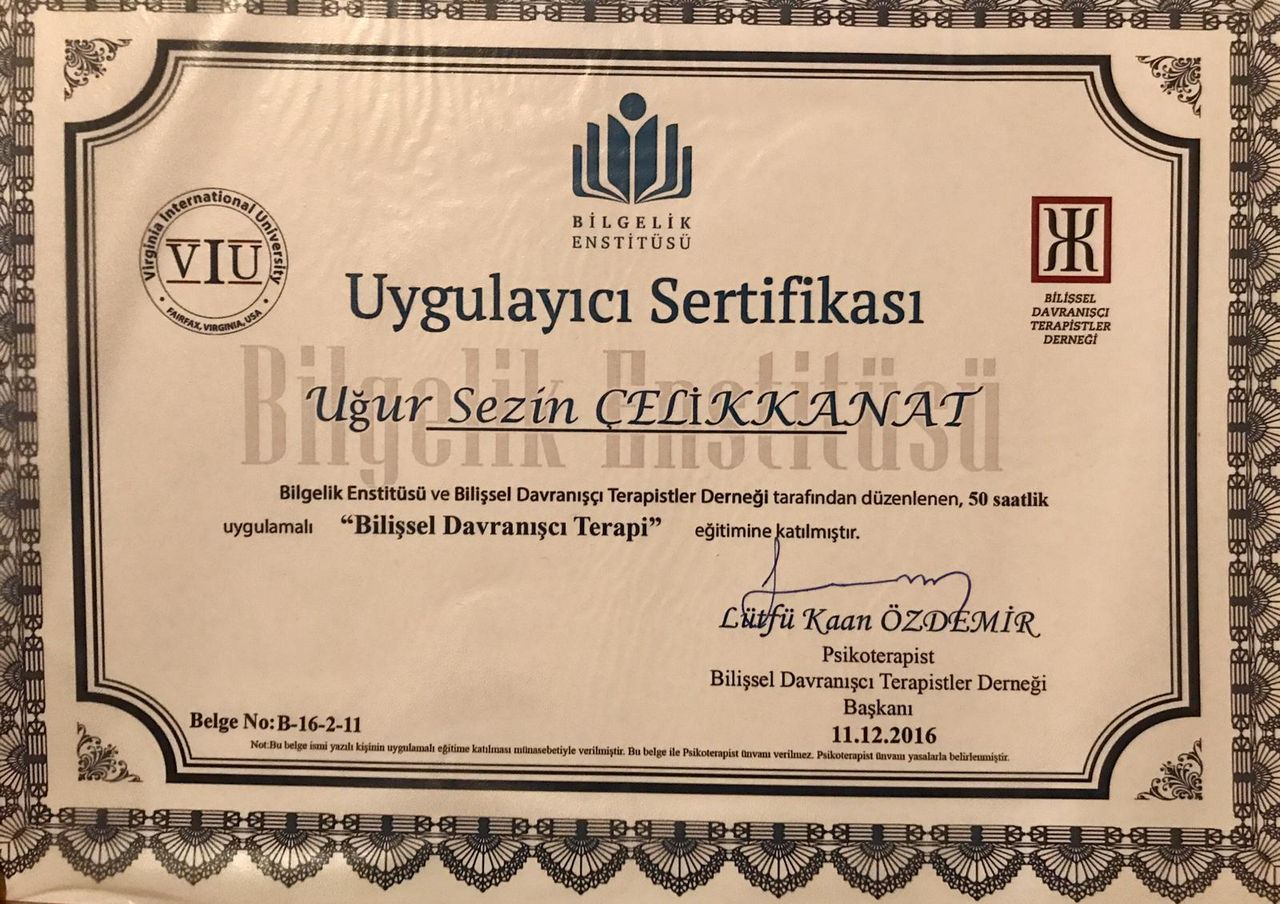 BİLGELİK
ENSTİTÜSÜ
Virginia International University
VIU
FAIRFAX, VIRGINIA, USA
BİLİŞSEL
DAVRANIŞÇI
TERAPİSTLER
DERNEĞİ
Uygulayıcı Sertifikası
Bilgelik Enstitüsü
Uğur Sezin ÇELİKKANAT
Bilgelik Enstitüsü ve Bilişsel Davranışçı Terapistler Derneği tarafından düzenlenen, 50 saatlik
uygulamalı “Bilişsel Davranışcı Terapi” eğitimine katılmıştır.
Lütfü Kaan ÖZDEMİR
Psikoterapist
Bilişsel Davranışcı Terapistler Derneği
Başkanı
11.12.2016
Belge No: B-16-2-11
Not:Bu belge ismi yazılı kişinin uygulamalı eğitime katılması münasebetiyle verilmiştir. Bu belge ile Psikoterapist ünvanı verilmez. Psikoterapist ünvanı yasalarla belirlenmiştir.